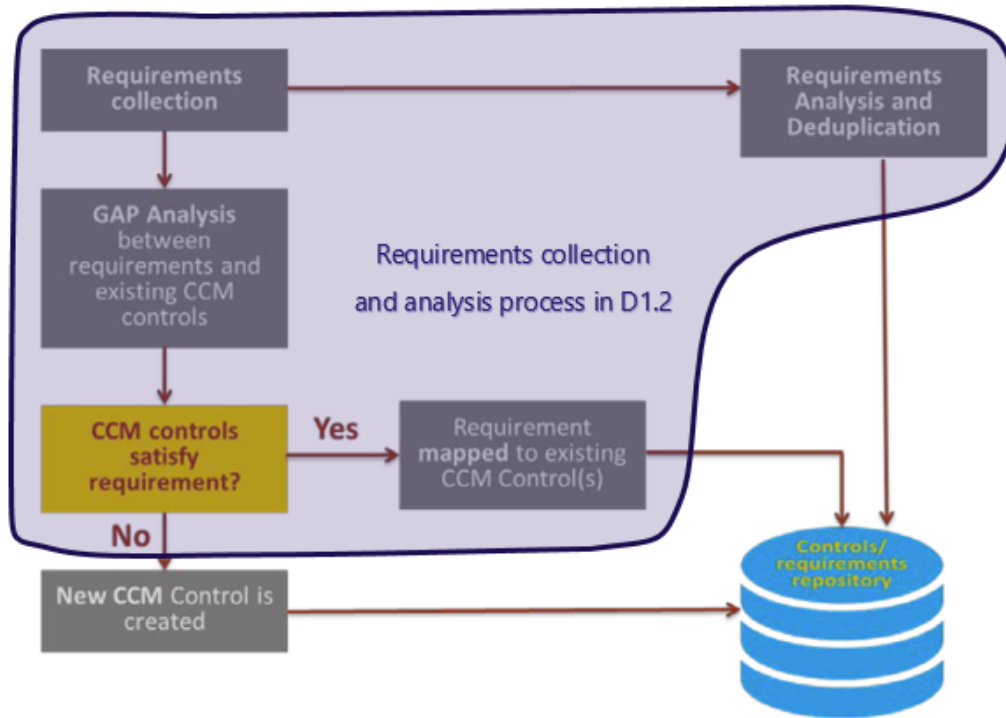 Requirements
collection
Requirements
Analysis and
Deduplication
GAP Analysis
between
requirements and
existing CCM
controls
Requirements collection
and analysis process in D1.2
CCM controls
satisfy
requirement?
Yes
Requirement
mapped to existing
CCM Control(s)
No
New CCM Control is
created
Controls/
requirements
repository